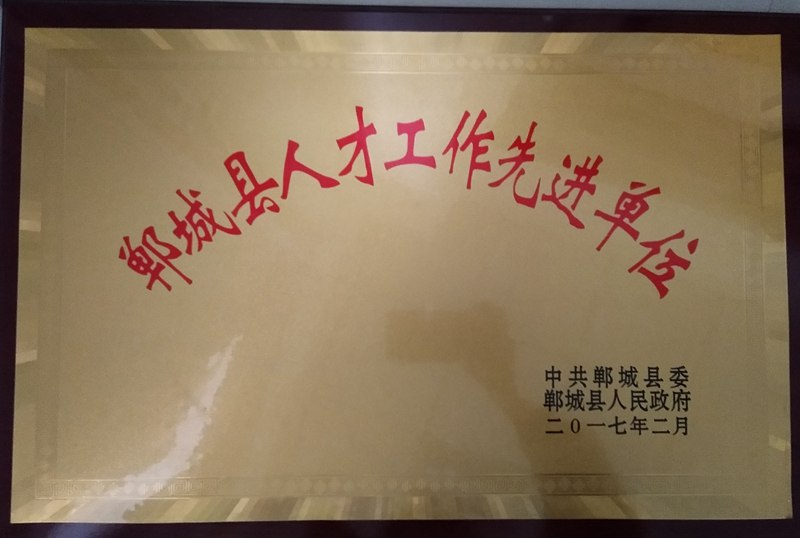 郸城县人才工作先进单位
中共郸城县委
郸城县人民政府
二0一七年二月